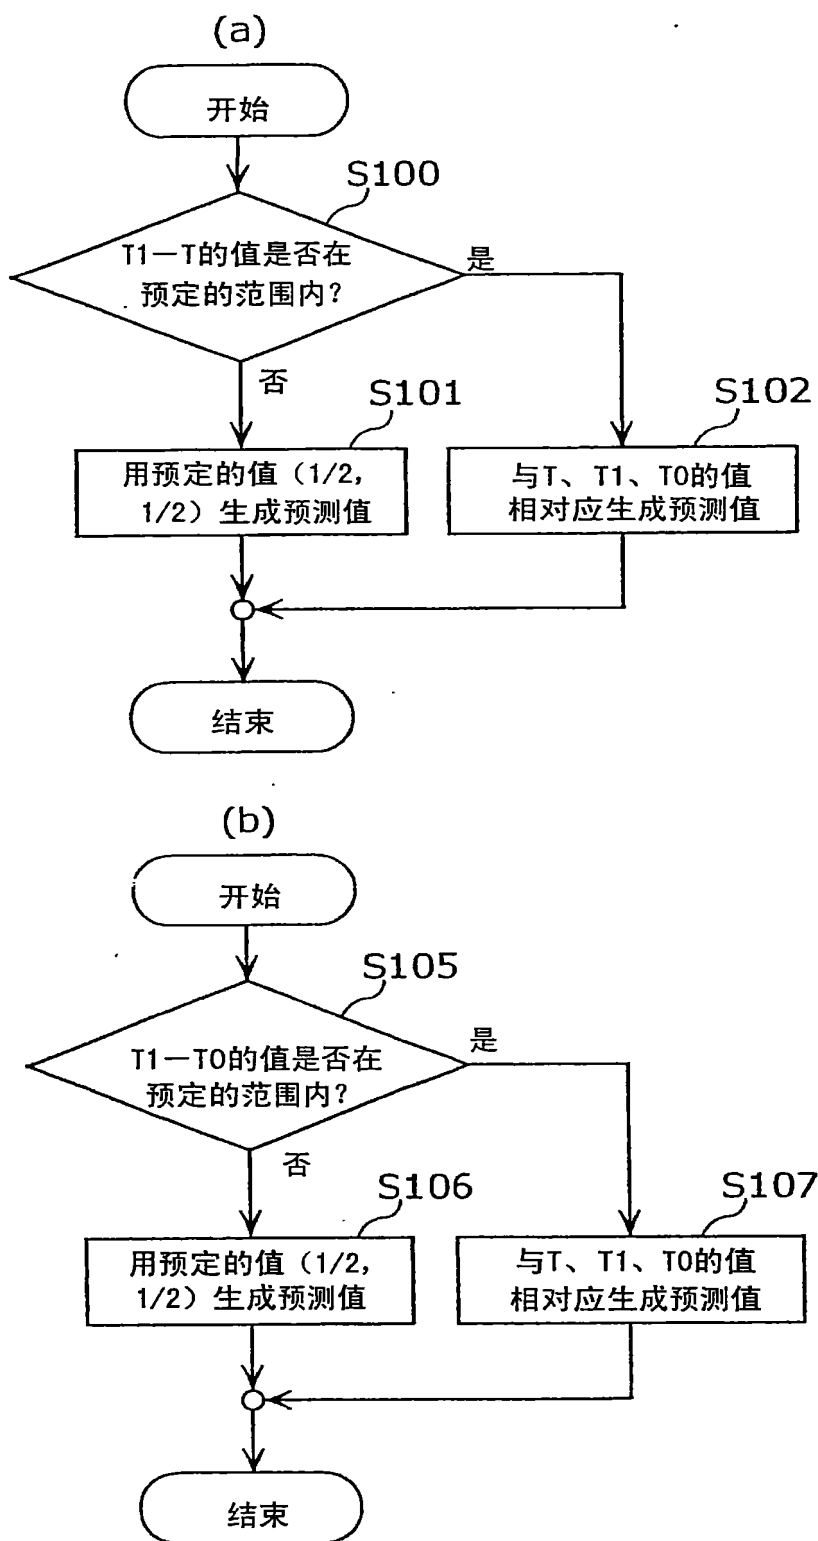 (a)
开始
S100
T1－T的值是否在
预定的范围内？
是
否
S101
S102
用预定的值（1/2，
1/2）生成预测值
与T、T1、T0的值
相对应生成预测值
结束
(b)
开始
S105
T1－T0的值是否在
预定的范围内？
是
否
S106
S107
用预定的值（1/2，
1/2）生成预测值
与T、T1、T0的值
相对应生成预测值
结束